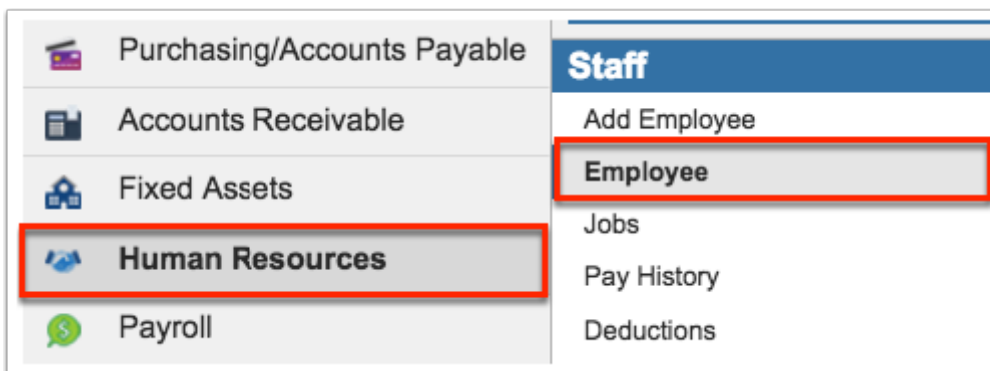 Purchasing/Accounts Payable
Accounts Receivable
Fixed Assets
Human Resources
Payroll
Staff
Add Employee
Employee
Jobs
Pay History
Deductions